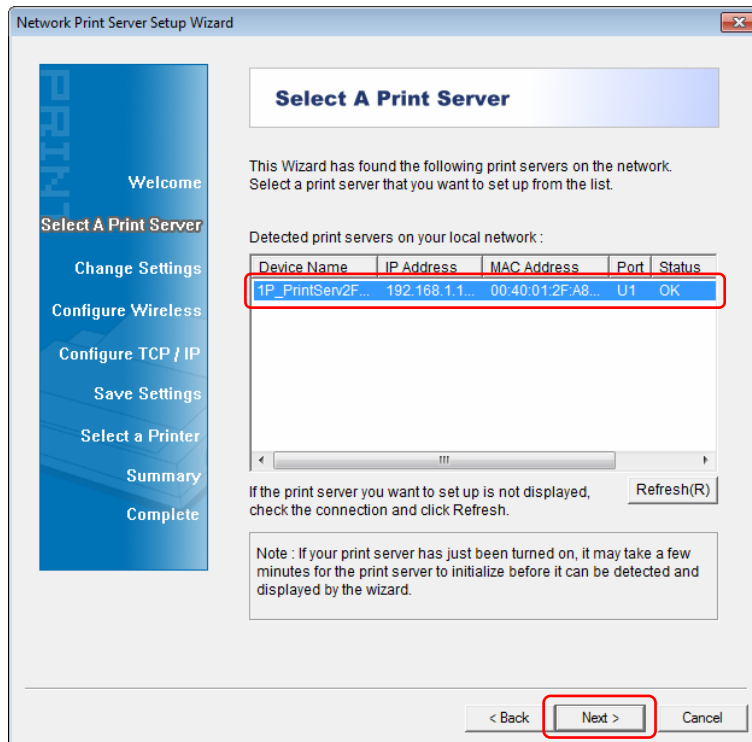 Network Print Server Setup Wizard
PRINT
Welcome
Select A Print Server
Change Settings
Configure Wireless
Configure TCP / IP
Save Settings
Select a Printer
Summary
Complete
Select A Print Server
This Wizard has found the following print servers on the network.
Select a print server that you want to set up from the list.
Detected print servers on your local network :
Device Name IP Address MAC Address Port Status
1P_PrintServ2F... 192.168.1.1... 00:40:01:2F:A8... U1 OK
If the print server you want to set up is not displayed,
check the connection and click Refresh.
Refresh(R)
Note : If your print server has just been turned on, it may take a few
minutes for the print server to initialize before it can be detected and
displayed by the wizard.
< Back Next > Cancel